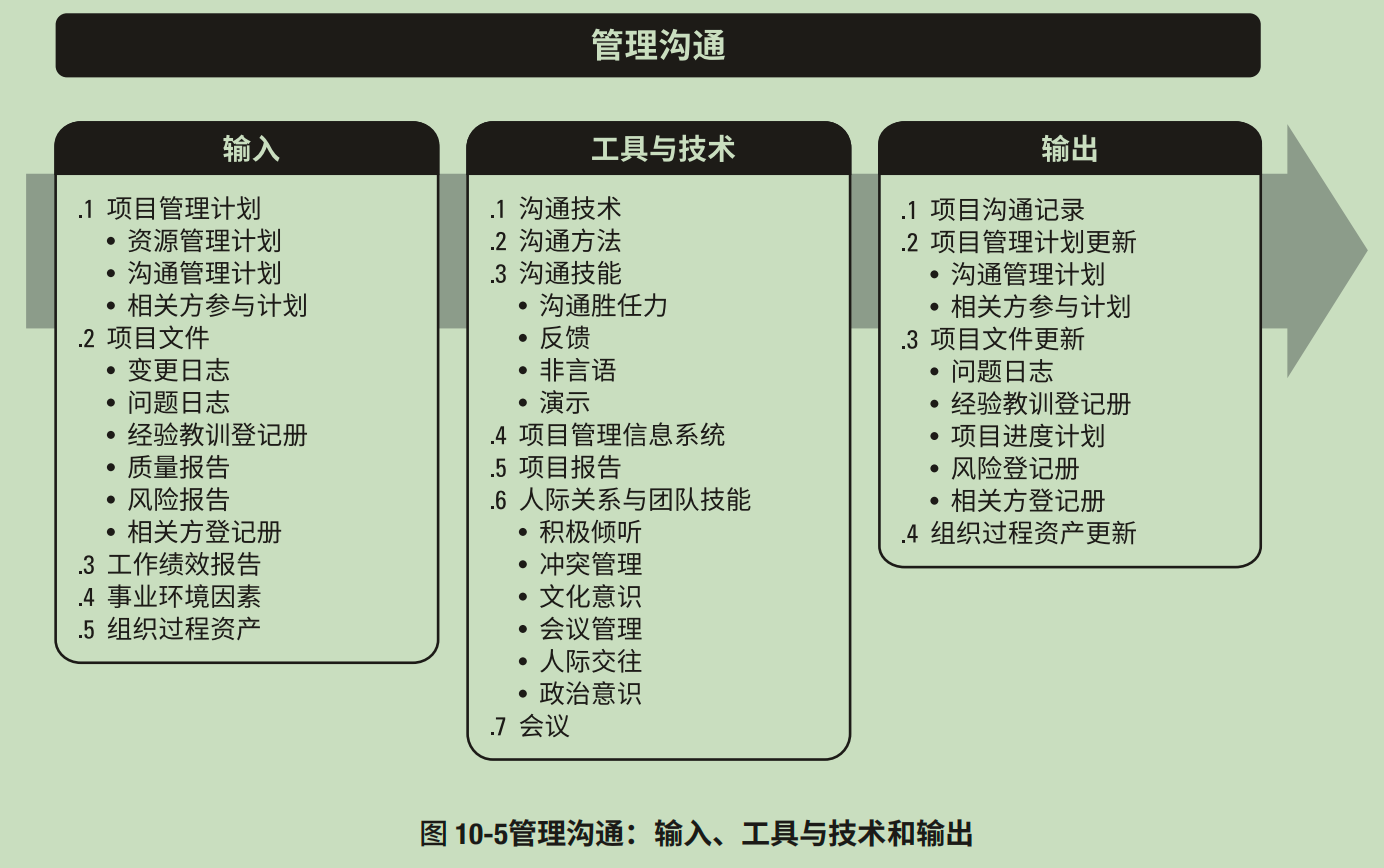 管理沟通
输入
.1 项目管理计划
• 资源管理计划
• 沟通管理计划
• 相关方参与计划
.2 项目文件
• 变更日志
• 问题日志
• 经验教训登记册
• 质量报告
• 风险报告
• 相关方登记册
.3 工作绩效报告
.4 事业环境因素
.5 组织过程资产
工具与技术
.1 沟通技术
.2 沟通方法
.3 沟通技能
• 沟通胜任力
• 反馈
• 非言语
• 演示
.4 项目管理信息系统
.5 项目报告
.6 人际关系与团队技能
• 积极倾听
• 冲突管理
• 文化意识
• 会议管理
• 人际交往
• 政治意识
.7 会议
输出
.1 项目沟通记录
.2 项目管理计划更新
• 沟通管理计划
• 相关方参与计划
.3 项目文件更新
• 问题日志
• 经验教训登记册
• 项目进度计划
• 风险登记册
• 相关方登记册
.4 组织过程资产更新
图 10-5管理沟通：输入、工具与技术和输出